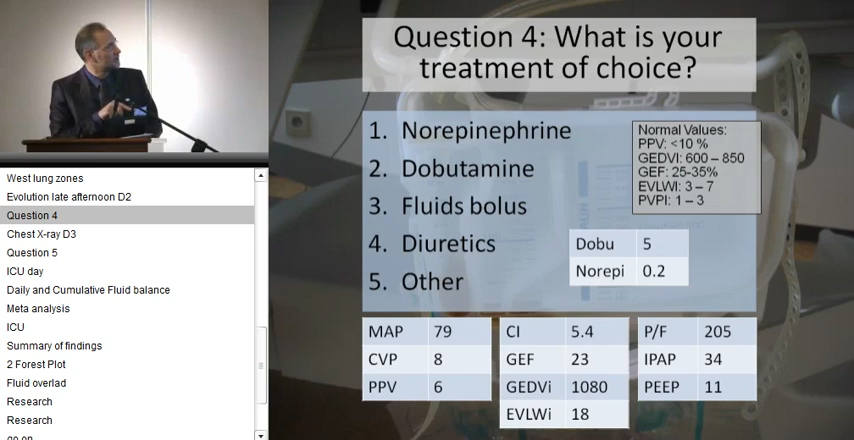 West lung zones
Evolution late afternoon D2
Question 4
Chest X-ray D3
Question 5
ICU day
Daily and Cumulative Fluid balance
Meta analysis
ICU
Summary of findings
2 Forest Plot
Fluid overlad
Research
Research
go on
Question 4: What is your
treatment of choice?
1. Norepinephrine
2. Dobutamine
3. Fluids bolus
4. Diuretics
5. Other
Normal Values:
PPV: <10 %
GEDVI: 600 – 850
GEF: 25-35%
EVLWI: 3 – 7
PVPI: 1 – 3
Dobu 5
Norepi 0.2
MAP 79
CVP 8
PPV 6
CI 5.4
GEF 23
GEDVi 1080
EVLWi 18
P/F 205
IPAP 34
PEEP 11